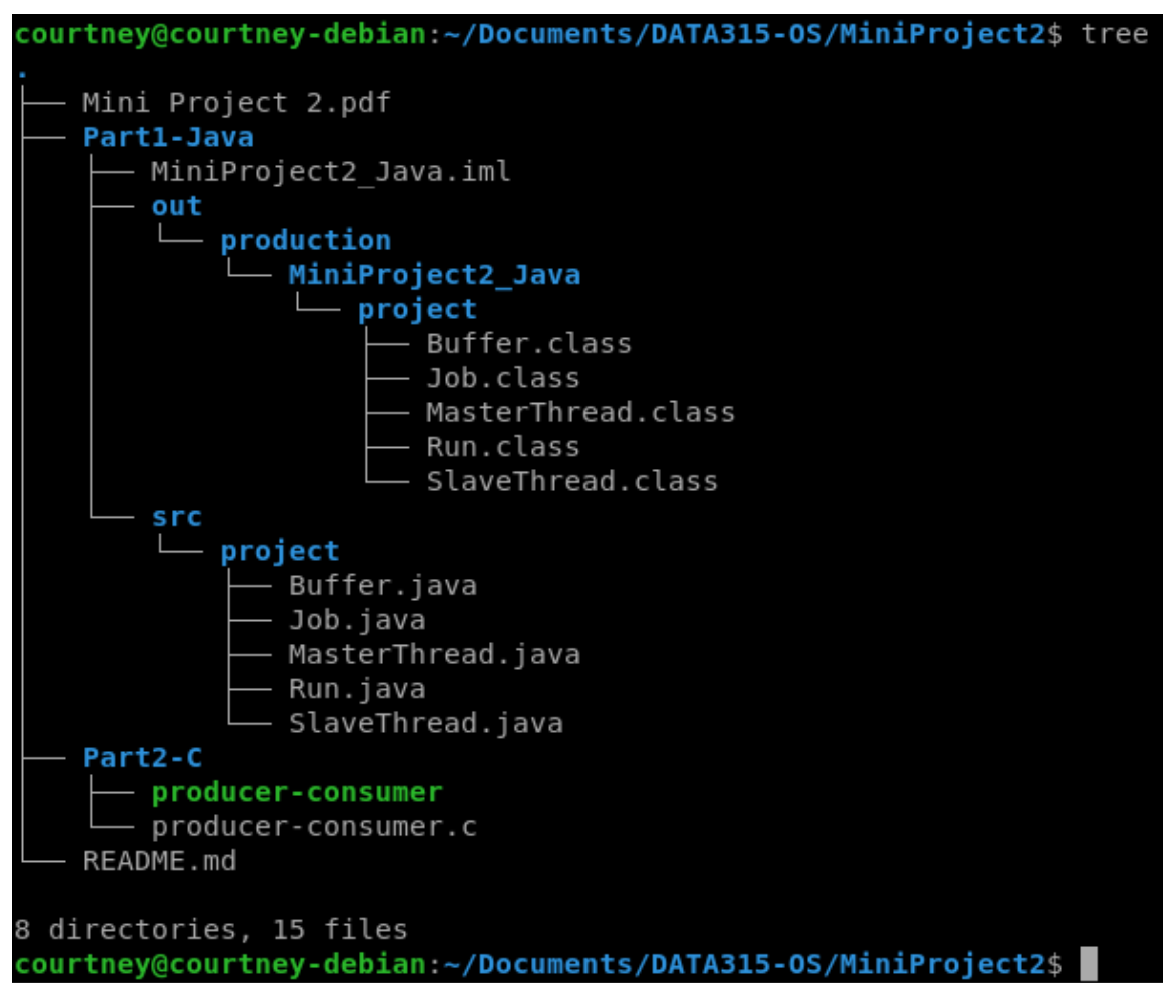 courtney@courtney-debian:~/Documents/DATA315-OS/MiniProject2$ tree
.
├── Mini Project 2.pdf
├── Part1-Java
│   ├── MiniProject2_Java.iml
│   ├── out
│   │   └── production
│   │       └── MiniProject2_Java
│   │           └── project
│   │               ├── Buffer.class
│   │               ├── Job.class
│   │               ├── MasterThread.class
│   │               ├── Run.class
│   │               └── SlaveThread.class
│   └── src
│       └── project
│           ├── Buffer.java
│           ├── Job.java
│           ├── MasterThread.java
│           ├── Run.java
│           └── SlaveThread.java
├── Part2-C
│   ├── producer-consumer
│   └── producer-consumer.c
└── README.md

8 directories, 15 files
courtney@courtney-debian:~/Documents/DATA315-OS/MiniProject2$